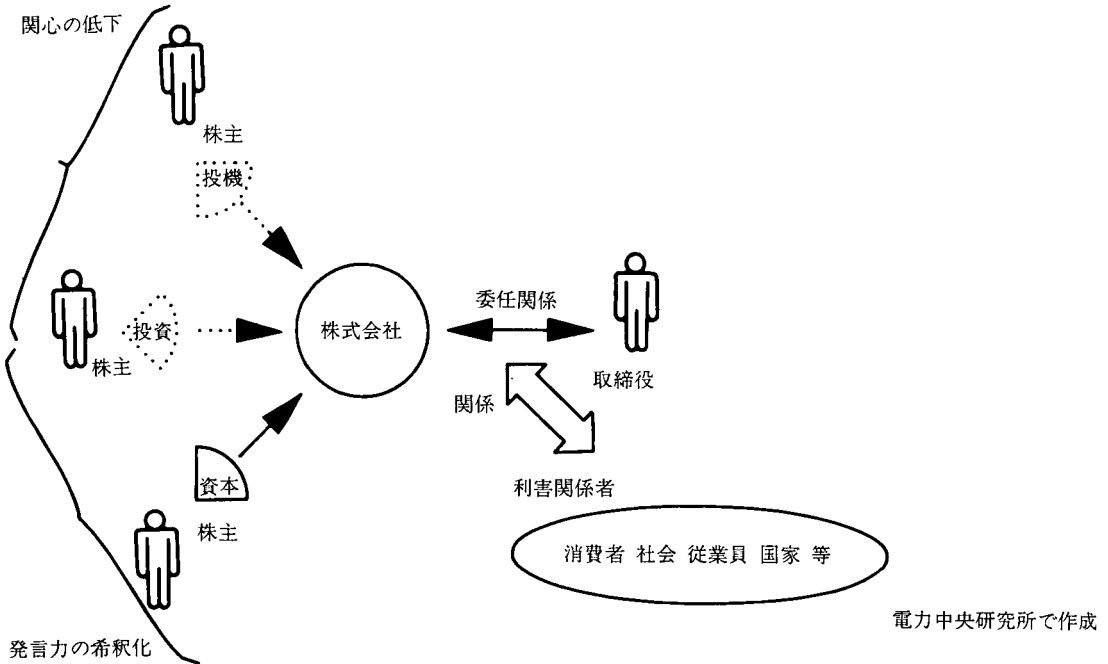 関心の低下
株主
投機
委任関係
株式会社
投資
株主
取締役
関係
資本
利害関係者
株主
消費者 社会 従業員 国家 等
電力中央研究所で作成
発言力の希釈化